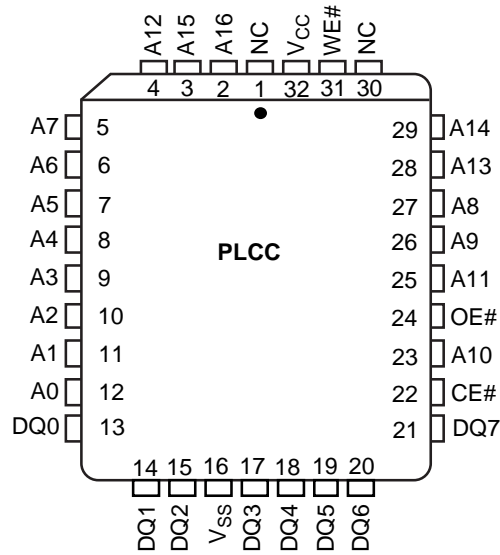 A12 A15 A16 NC VCC WE# NC
4 3 2 1 32 31 30
A7 5 29 A14
A6 6 28 A13
A5 7 27 A8
A4 8 26 A9
PLCC
A3 9 25 A11
A2 10 24 OE#
A1 11 23 A10
A0 12 22 CE#
DQ0 13 21 DQ7
14 15 16 17 18 19 20
DQ1 DQ2 VSS DQ3 DQ4 DQ5 DQ6